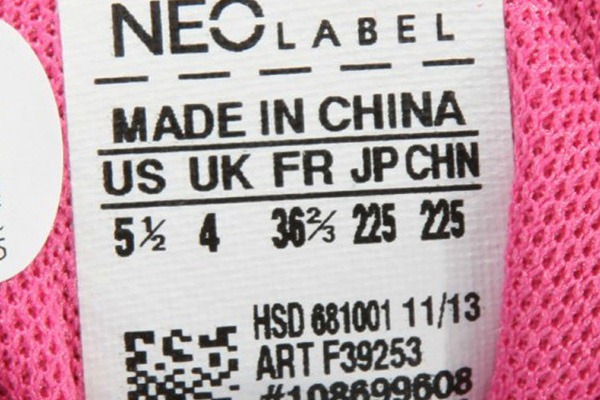 NEO LABEL
MADE IN CHINA
US UK FR JP CHN
5½ 4 36⅔ 225 225
HSD 681001 11/13
ART F39253
#108699608